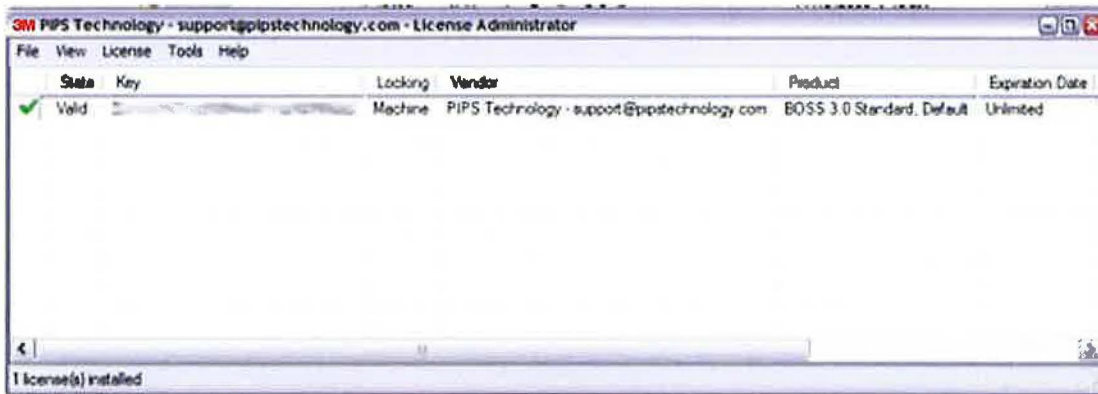 3M PIPS Technology - support@pipstechnology.com - License Administrator
File View License Tools Help
State Key Locking Vendor Product Expiration Date
Valid Machine PIPS Technology - support@pipstechnology.com BOSS 3.0 Standard, Default Unlimited
1 license(s) installed